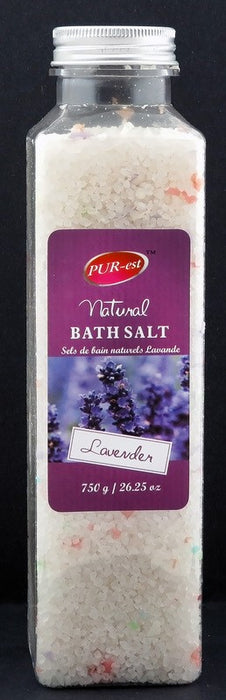 PUR-est™
Natural
BATH SALT
Sels de bain naturels Lavande
Lavender
750 g / 26.25 oz